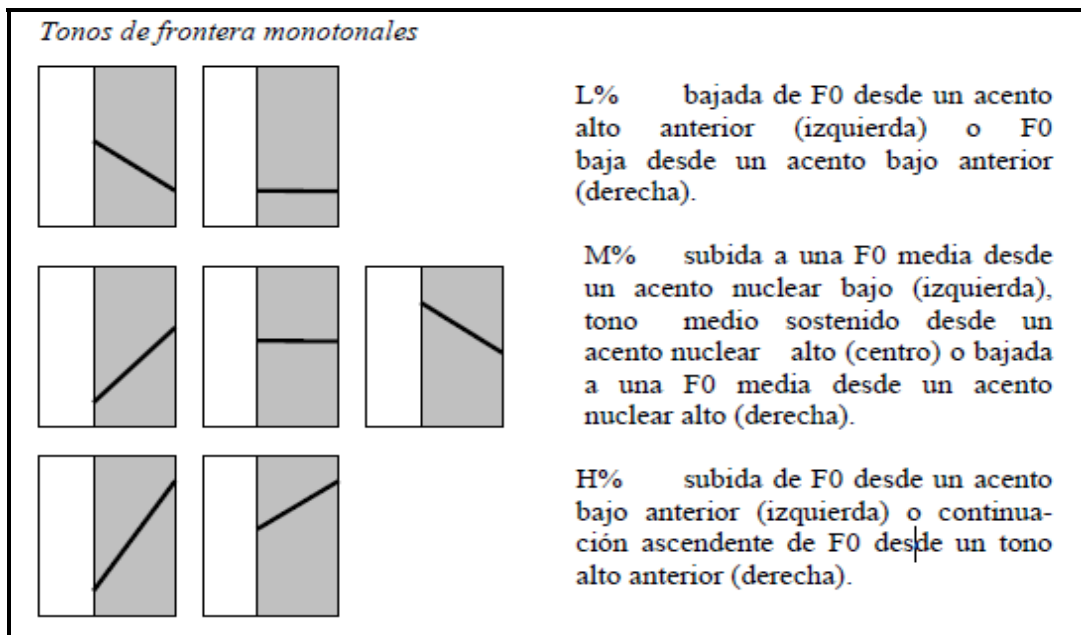 Tonos de frontera monotonales
L% bajada de F0 desde un acento
alto anterior (izquierda) o F0
baja desde un acento bajo anterior
(derecha).
M% subida a una F0 media desde
un acento nuclear bajo (izquierda),
tono medio sostenido desde un
acento nuclear alto (centro) o bajada
a una F0 media desde un acento
nuclear alto (derecha).
H% subida de F0 desde un acento
bajo anterior (izquierda) o continua-
ción ascendente de F0 desde un tono
alto anterior (derecha).